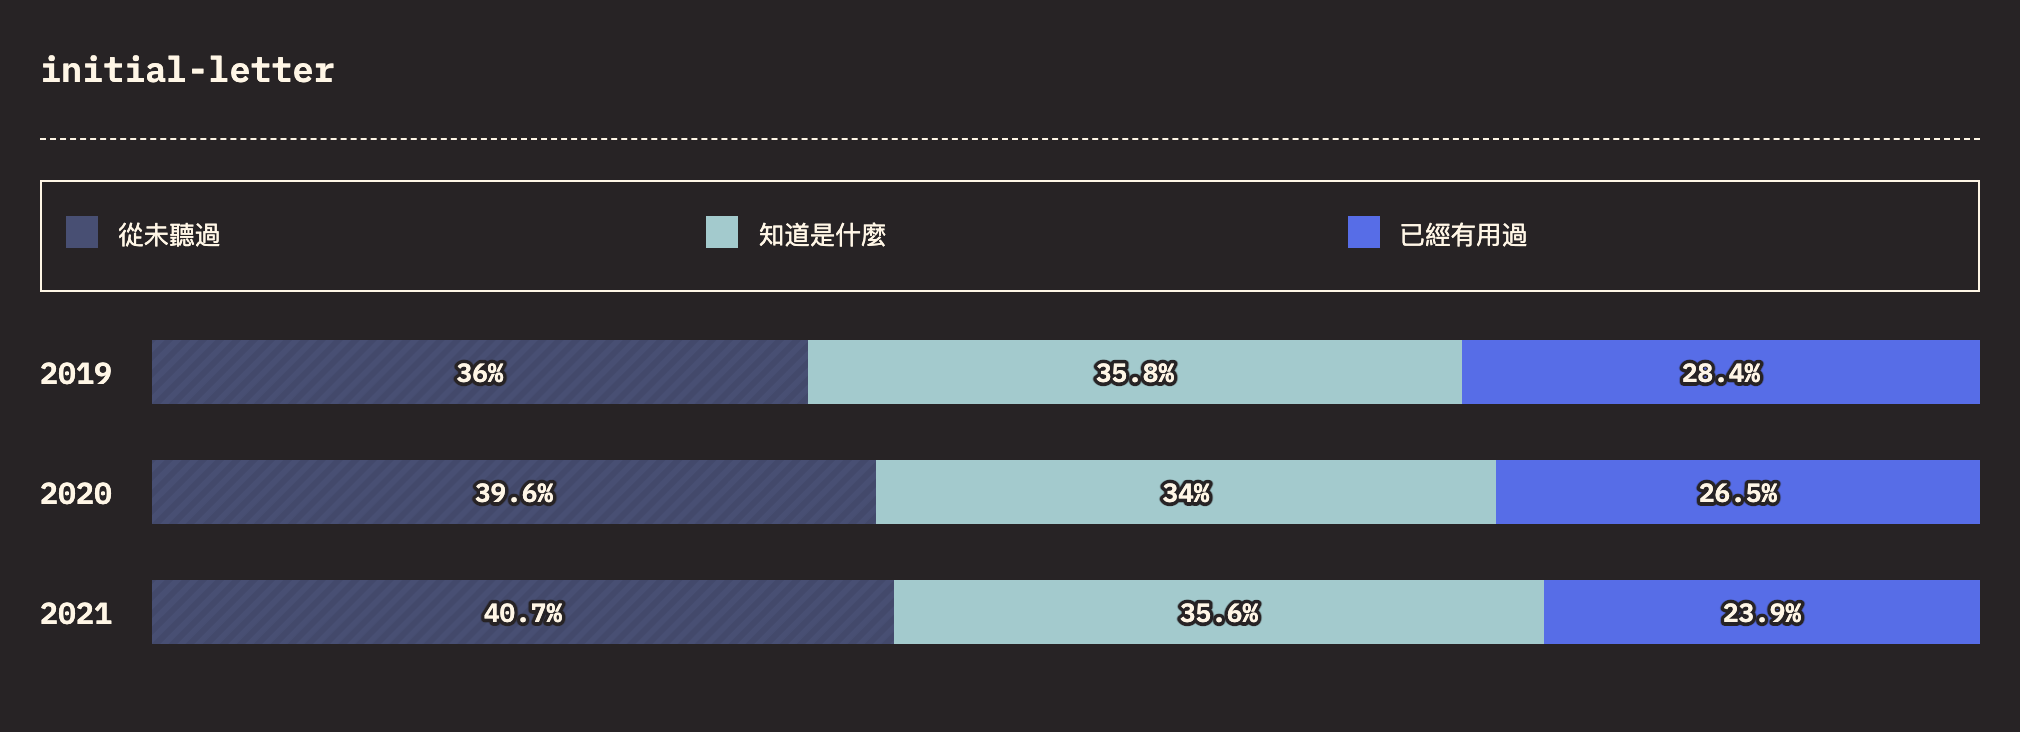 initial-letter
從未聽過 知道是什麼 已經有用過
2019 36% 35.8% 28.4%
2020 39.6% 34% 26.5%
2021 40.7% 35.6% 23.9%